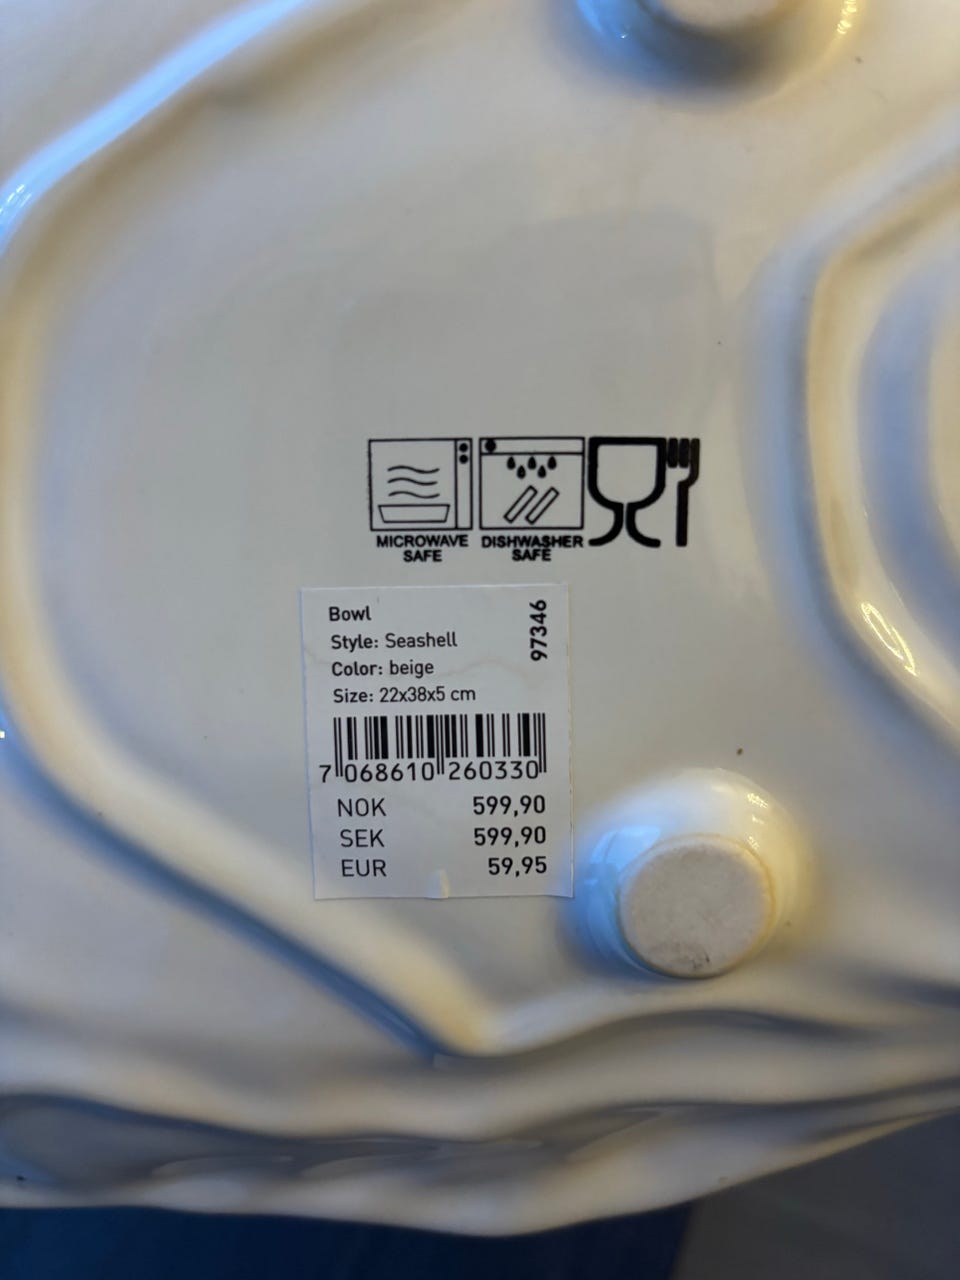 MICROWAVE
SAFE
DISHWASHER
SAFE
Bowl
Style: Seashell
Color: beige
Size: 22x38x5 cm
97346
7 068610 260330
NOK 599,90
SEK 599,90
EUR 59,95